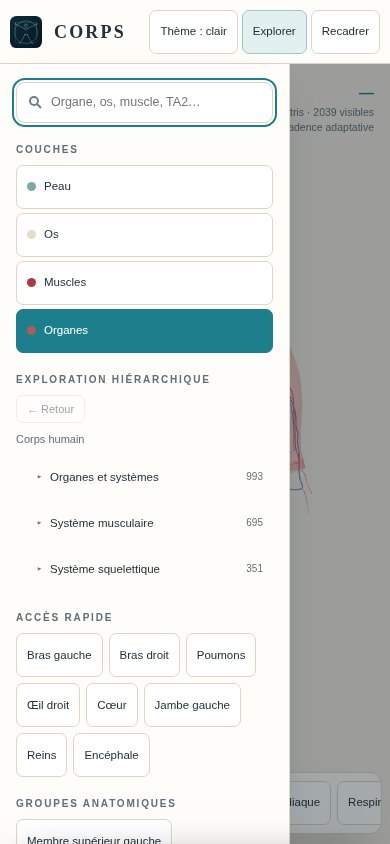 CORPS
Thème : clair
Explorer
Recadrer
Organe, os, muscle, TA2…
—
tris · 2039 visibles
adence adaptative
COUCHES
Peau
Os
Muscles
Organes
EXPLORATION HIÉRARCHIQUE
← Retour
Corps humain
▸ Organes et systèmes 993
▸ Système musculaire 695
▸ Système squelettique 351
ACCÈS RAPIDE
Bras gauche
Bras droit
Poumons
Œil droit
Cœur
Jambe gauche
Reins
Encéphale
liaque
Respir
GROUPES ANATOMIQUES
Membre supérieur gauche